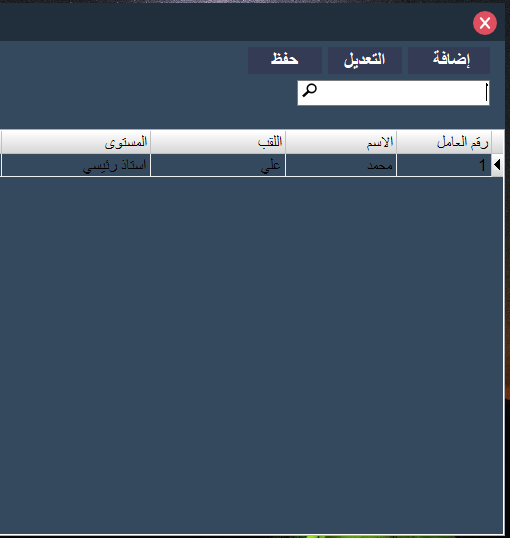 إضافة التعديل حفظ
رقم العامل الاسم اللقب المستوى
1 محمد علي استاذ رئيسي